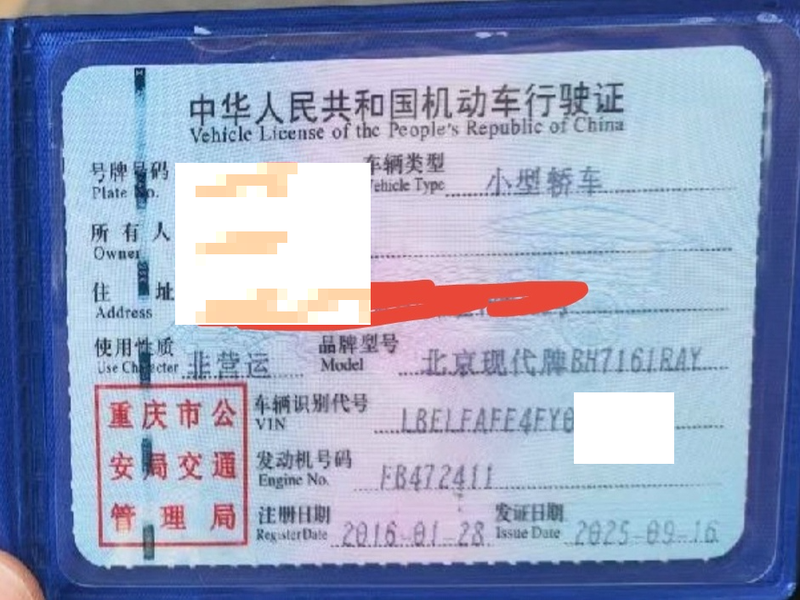 中华人民共和国机动车行驶证
Vehicle License of the People's Republic of China
号牌号码
Plate No.
车辆类型
Vehicle Type
小型轿车
所有人
Owner
住址
Address
使用性质
Use Character
非营运
品牌型号
Model
北京现代牌BH7161RAY
重庆市公
安局交通
管理局
车辆识别代号
VIN
LBELFAFE4FY
发动机号码
Engine No.
FB472411
注册日期
Register Date
2016-01-28
发证日期
Issue Date
2025-09-16